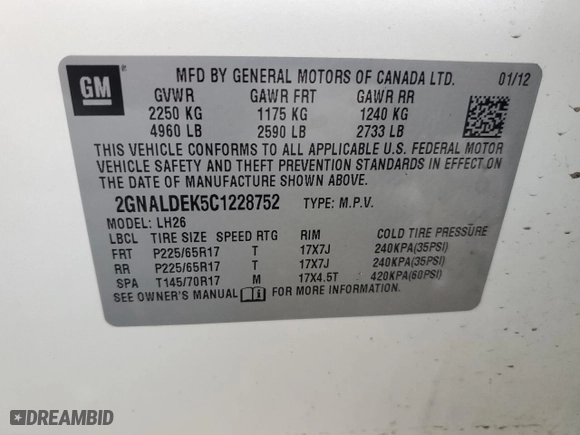 GM ® MFD BY GENERAL MOTORS OF CANADA LTD. 01/12
GVWR GAWR FRT GAWR RR
2250 KG 1175 KG 1240 KG
4960 LB 2590 LB 2733 LB
THIS VEHICLE CONFORMS TO ALL APPLICABLE U.S. FEDERAL MOTOR
VEHICLE SAFETY AND THEFT PREVENTION STANDARDS IN EFFECT ON
THE DATE OF MANUFACTURE SHOWN ABOVE.
2GNALDEK5C1228752 TYPE: M.P.V.
MODEL: LH26
LBCL TIRE SIZE SPEED RTG RIM COLD TIRE PRESSURE
FRT P225/65R17 T 17X7J 240KPA(35PSI)
RR P225/65R17 T 17X7J 240KPA(35PSI)
SPA T145/70R17 M 17X4.5T 420KPA(60PSI)
SEE OWNER'S MANUAL FOR MORE INFORMATION.
DREAMBID